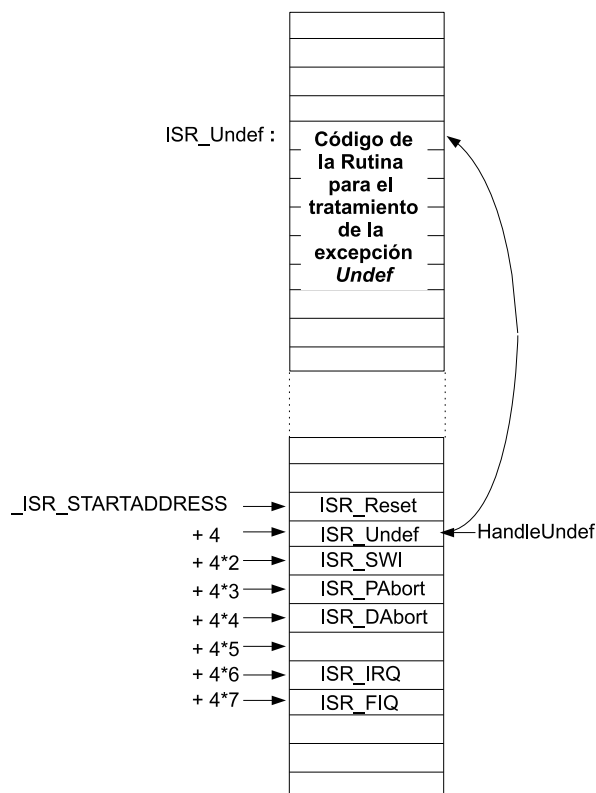 ISR_Undef :
Código de
la Rutina
para el
tratamiento
de la
excepción
Undef
_ISR_STARTADDRESS
ISR_Reset
+ 4
ISR_Undef
HandleUndef
+ 4*2
ISR_SWI
+ 4*3
ISR_PAbort
+ 4*4
ISR_DAbort
+ 4*5
+ 4*6
ISR_IRQ
+ 4*7
ISR_FIQ